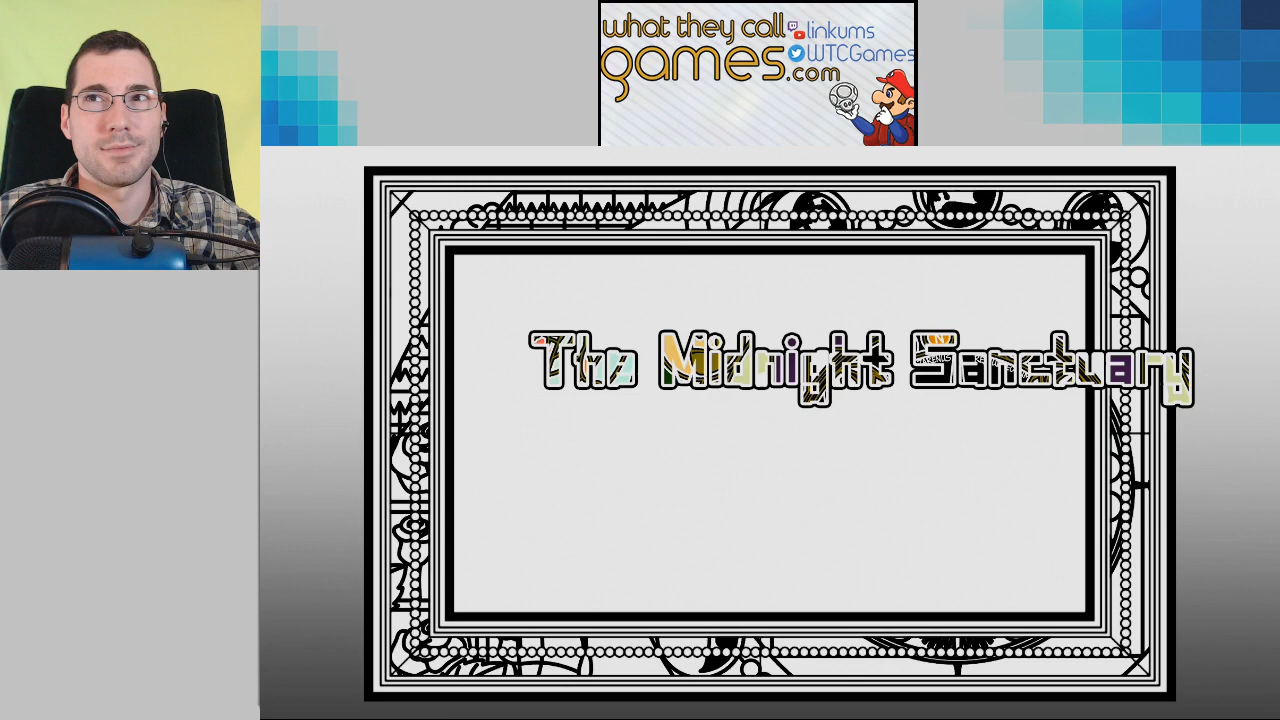 what they call
games.com
linkums
WTCGames
The Midnight Sanctuary